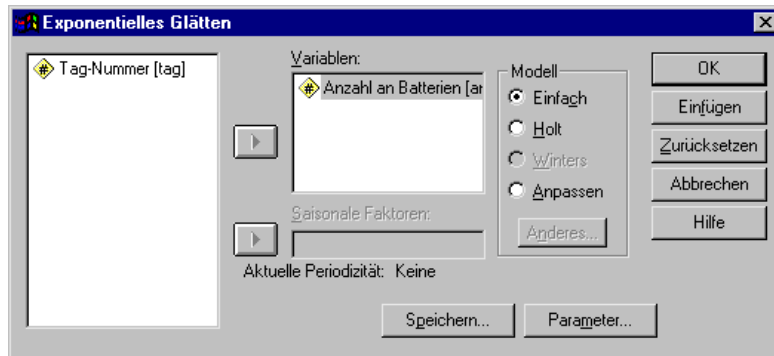 Exponentielles Glätten
Tag-Nummer [tag]
Variablen:
Anzahl an Batterien [an
Saisonale Faktoren:
Aktuelle Periodizität: Keine
Modell
Einfach
Holt
Winters
Anpassen
Anderes...
OK
Einfügen
Zurücksetzen
Abbrechen
Hilfe
Speichern...
Parameter...